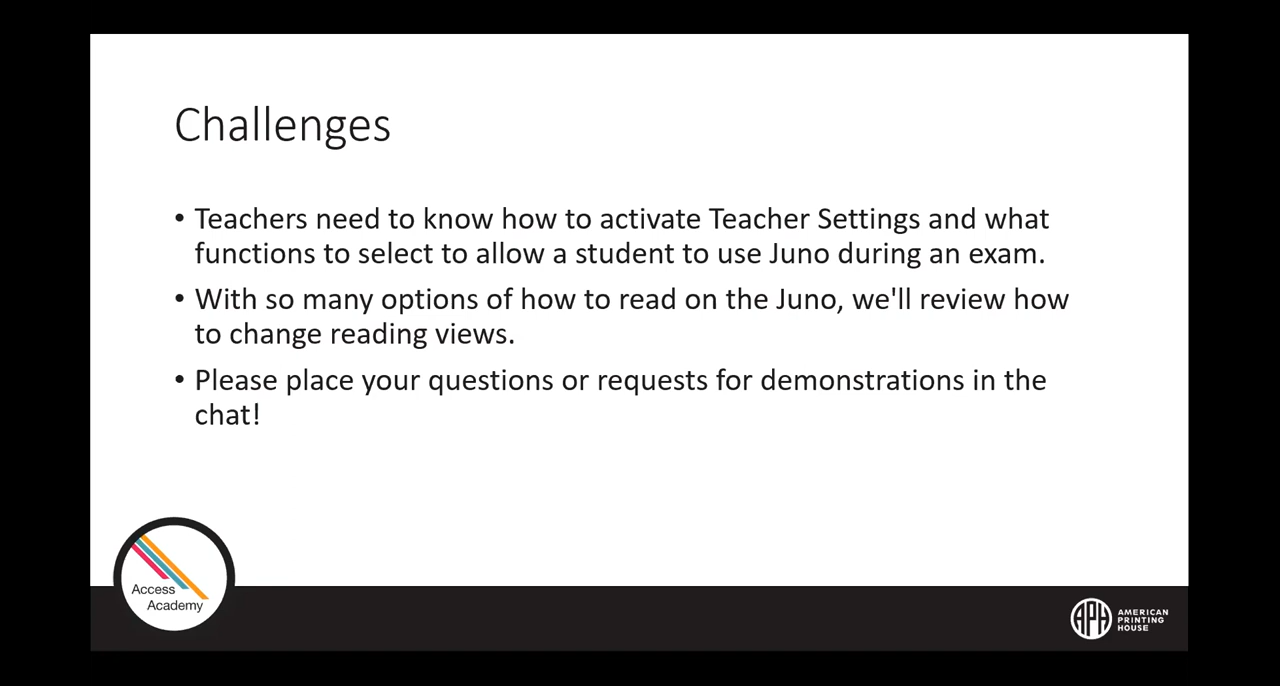 Challenges
• Teachers need to know how to activate Teacher Settings and what
functions to select to allow a student to use Juno during an exam.
• With so many options of how to read on the Juno, we'll review how
to change reading views.
• Please place your questions or requests for demonstrations in the
chat!
Access
Academy
APH
AMERICAN
PRINTING
HOUSE